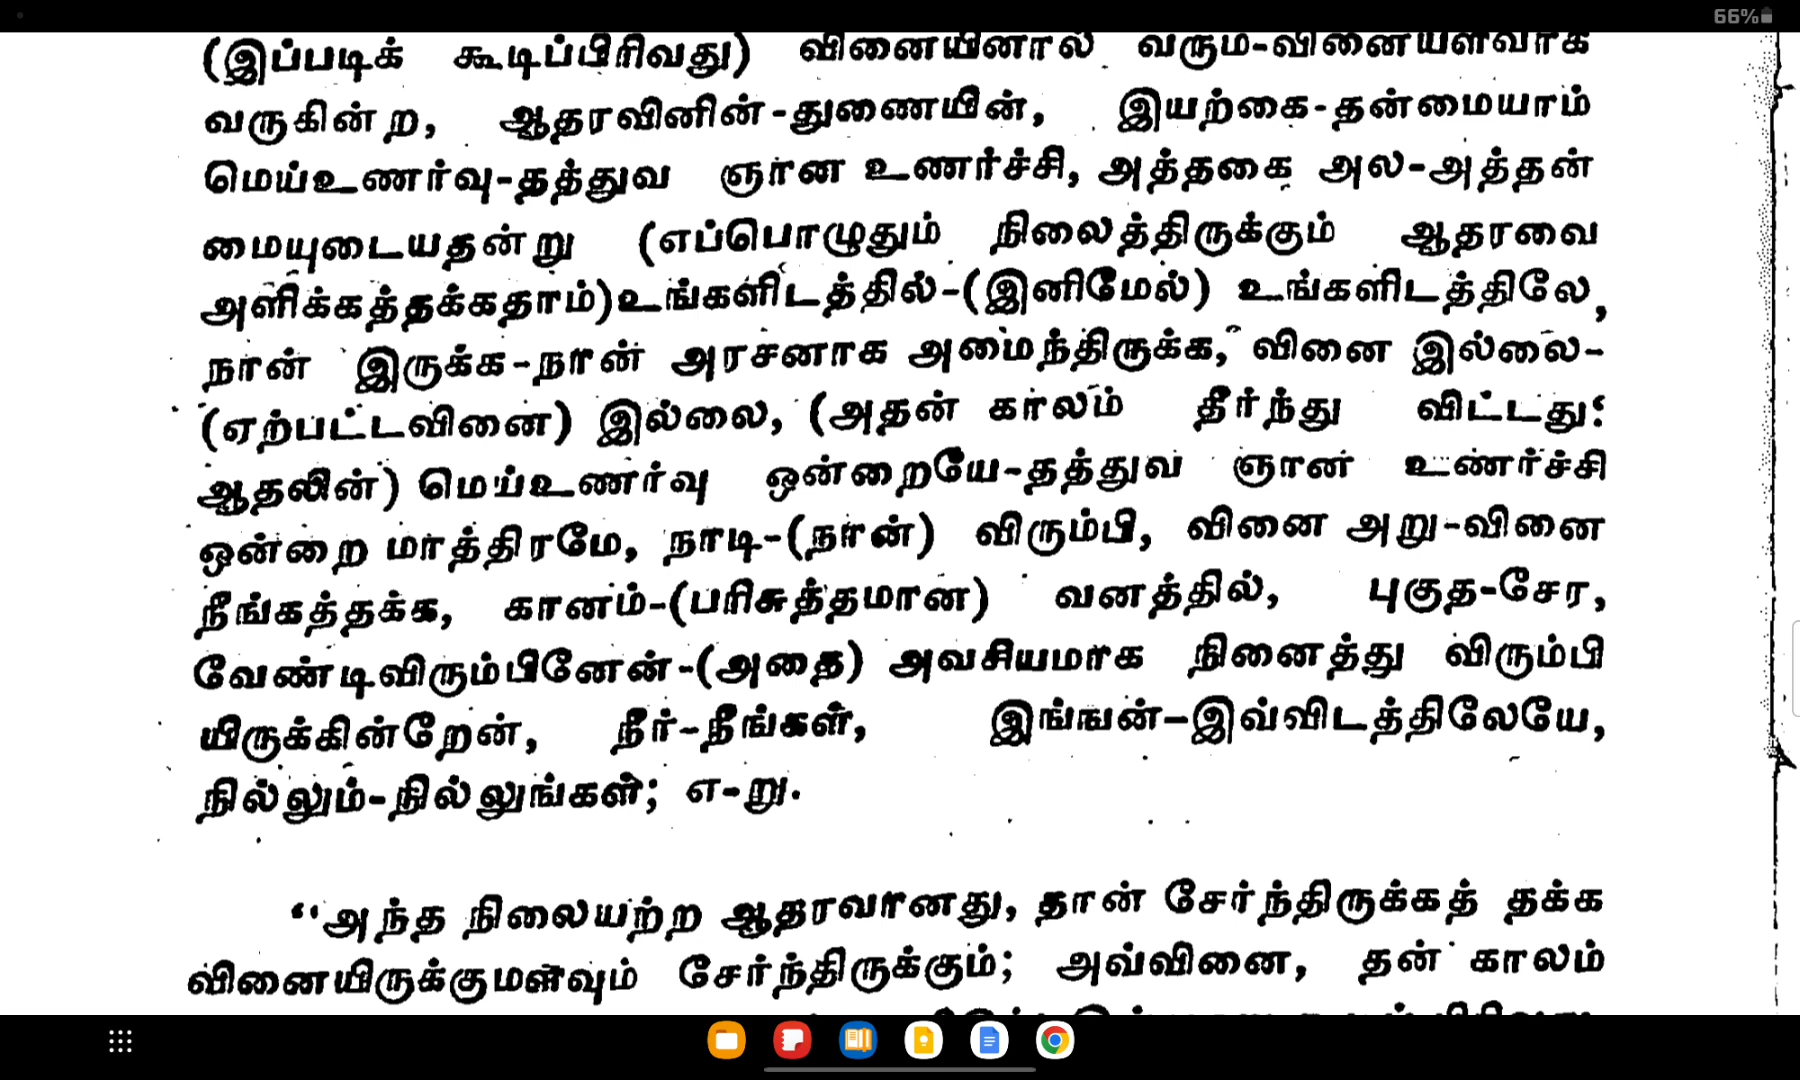 66%
(இப்படிக் கூடிப்பிரிவது) வினையினால் வரும்-வினையளவாக
வருகின்ற, ஆதரவினின்-துணையின், இயற்கை-தன்மையாம்
மெய்உணர்வு-தத்துவ ஞான உணர்ச்சி, அத்தகை அல-அத்தன்
மையுடையதன்று (எப்பொழுதும் நிலைத்திருக்கும் ஆதரவை
அளிக்கத்தக்கதாம்)உங்களிடத்தில்-(இனிமேல்) உங்களிடத்திலே,
நான் இருக்க-நான் அரசனாக அமைந்திருக்க, வினை இல்லை-
(ஏற்பட்டவினை) இல்லை, (அதன் காலம் தீர்ந்து விட்டது:
ஆதலின்) மெய்உணர்வு ஒன்றையே-தத்துவ ஞான உணர்ச்சி
ஒன்றை மாத்திரமே, நாடி-(நான்) விரும்பி, வினை அறு-வினை
நீங்கத்தக்க, கானம்-(பரிசுத்தமான) வனத்தில், புகுத-சேர,
வேண்டிவிரும்பினேன்-(அதை) அவசியமாக நினைத்து விரும்பி
யிருக்கின்றேன், நீர்-நீங்கள், இங்ஙன்-இவ்விடத்திலேயே,
நில்லும்-நில்லுங்கள்; எ-று.
“அந்த நிலையற்ற ஆதரவானது, தான் சேர்ந்திருக்கத் தக்க
வினையிருக்குமளவும் சேர்ந்திருக்கும்; அவ்வினை, தன் காலம்